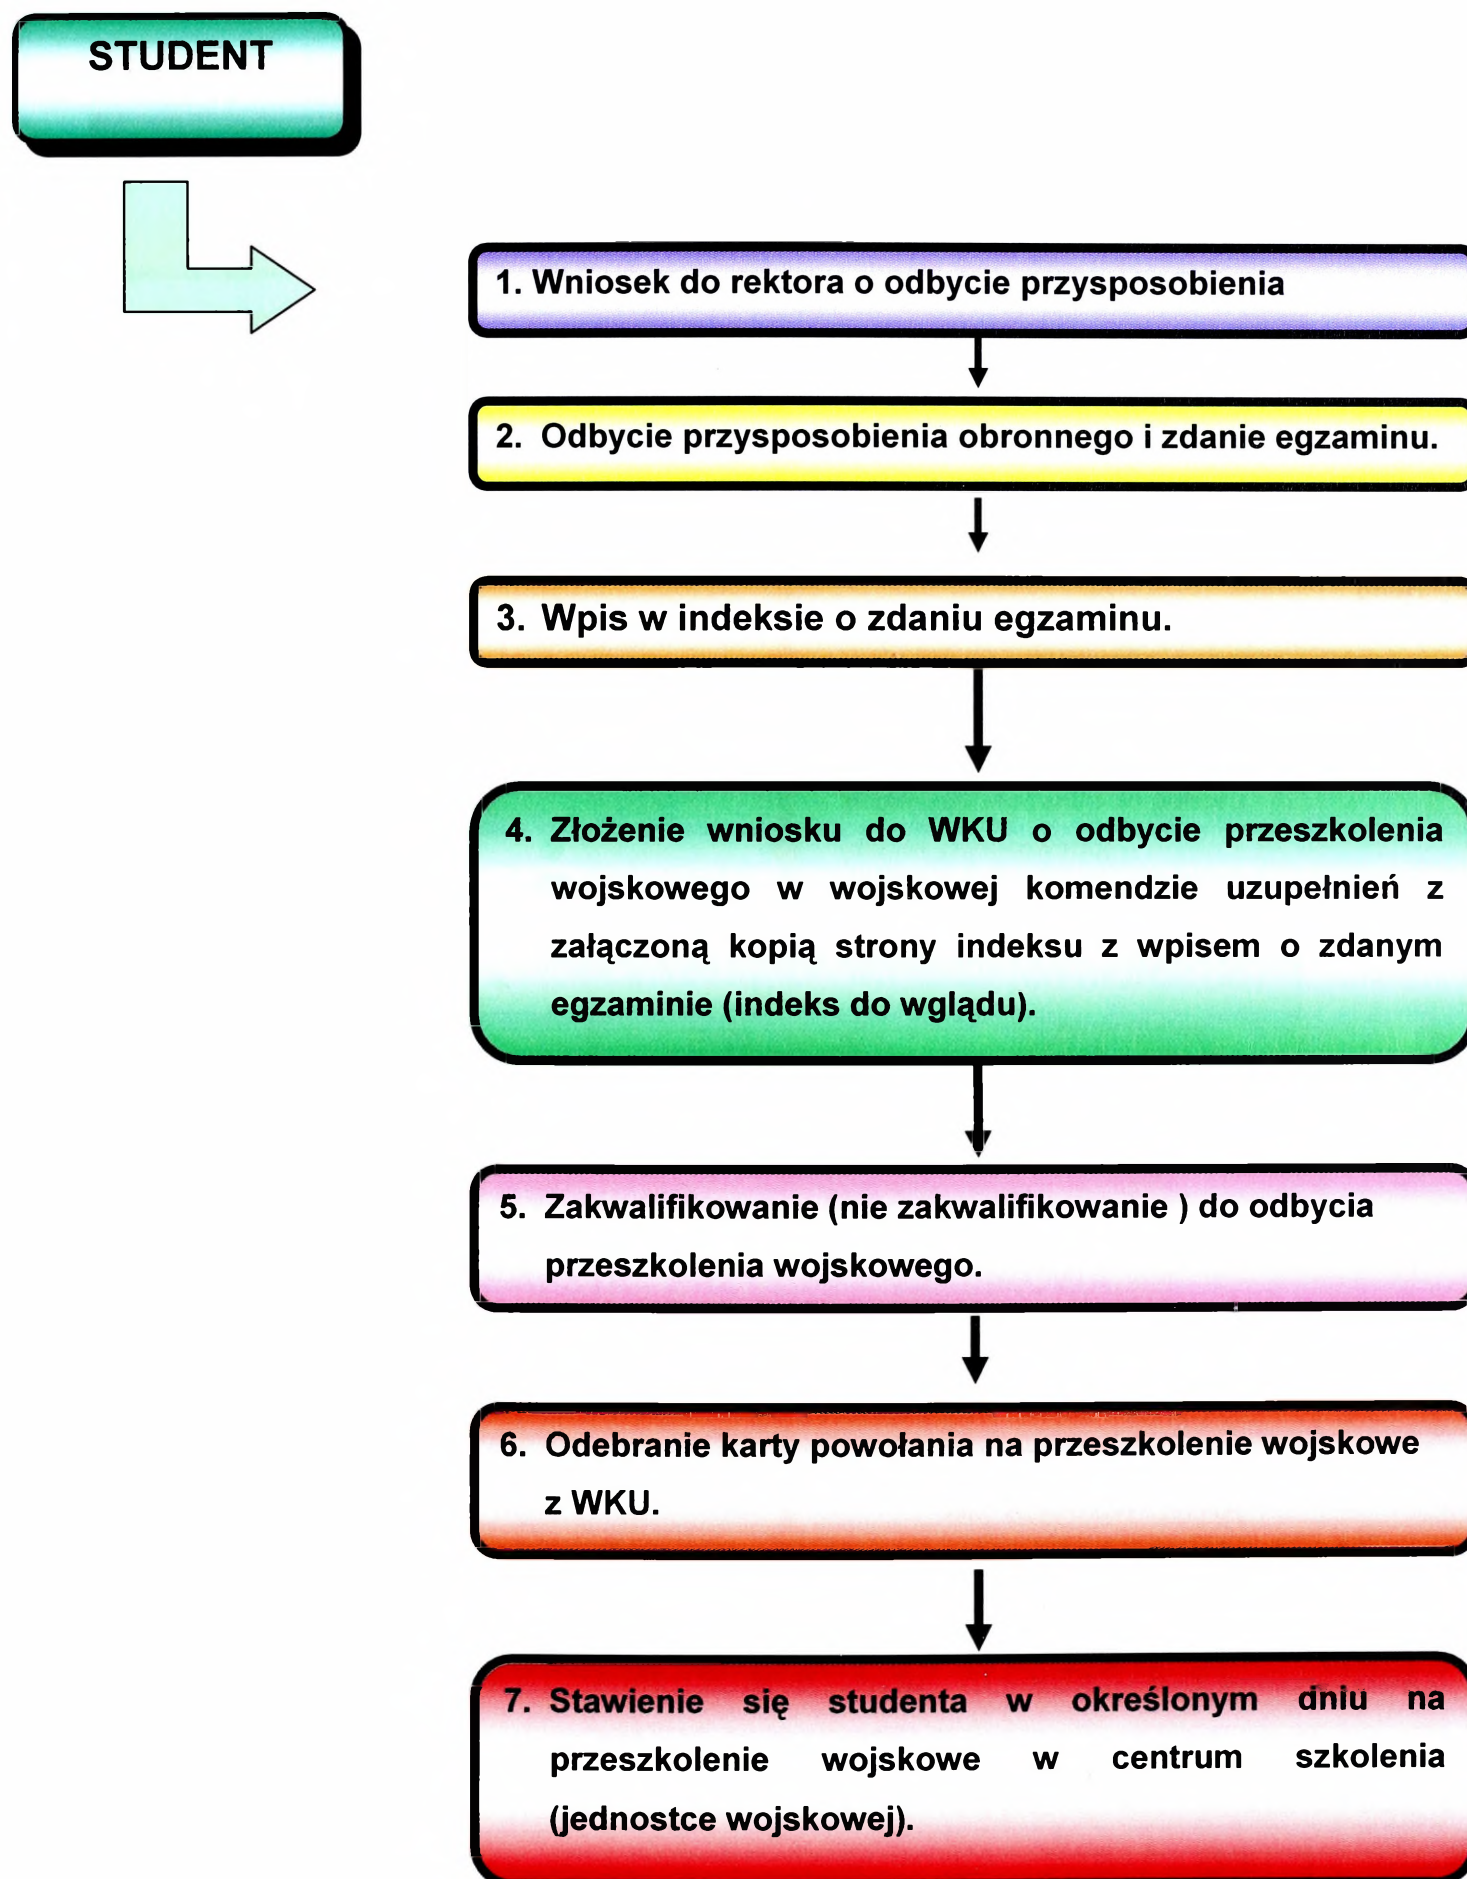 STUDENT
1. Wniosek do rektora o odbycie przysposobienia
2. Odbycie przysposobienia obronnego i zdanie egzaminu.
3. Wpis w indeksie o zdaniu egzaminu.
4. Złożenie wniosku do WKU o odbycie przeszkolenia
wojskowego w wojskowej komendzie uzupełnień z
załączoną kopią strony indeksu z wpisem o zdanym
egzaminie (indeks do wglądu).
5. Zakwalifikowanie (nie zakwalifikowanie ) do odbycia
przeszkolenia wojskowego.
6. Odebranie karty powołania na przeszkolenie wojskowe
z WKU.
7. Stawienie się studenta w określonym dniu na
przeszkolenie wojskowe w centrum szkolenia
(jednostce wojskowej).